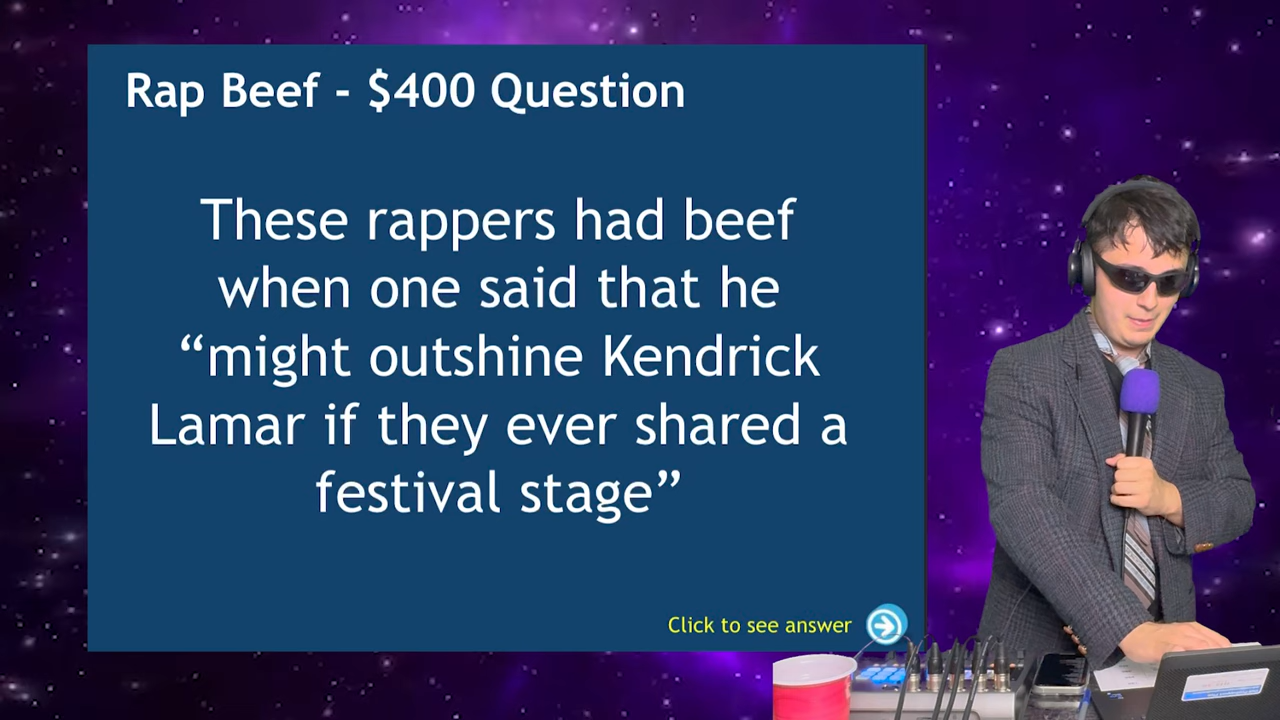 Rap Beef - $400 Question
These rappers had beef
when one said that he
“might outshine Kendrick
Lamar if they ever shared a
festival stage”
Click to see answer